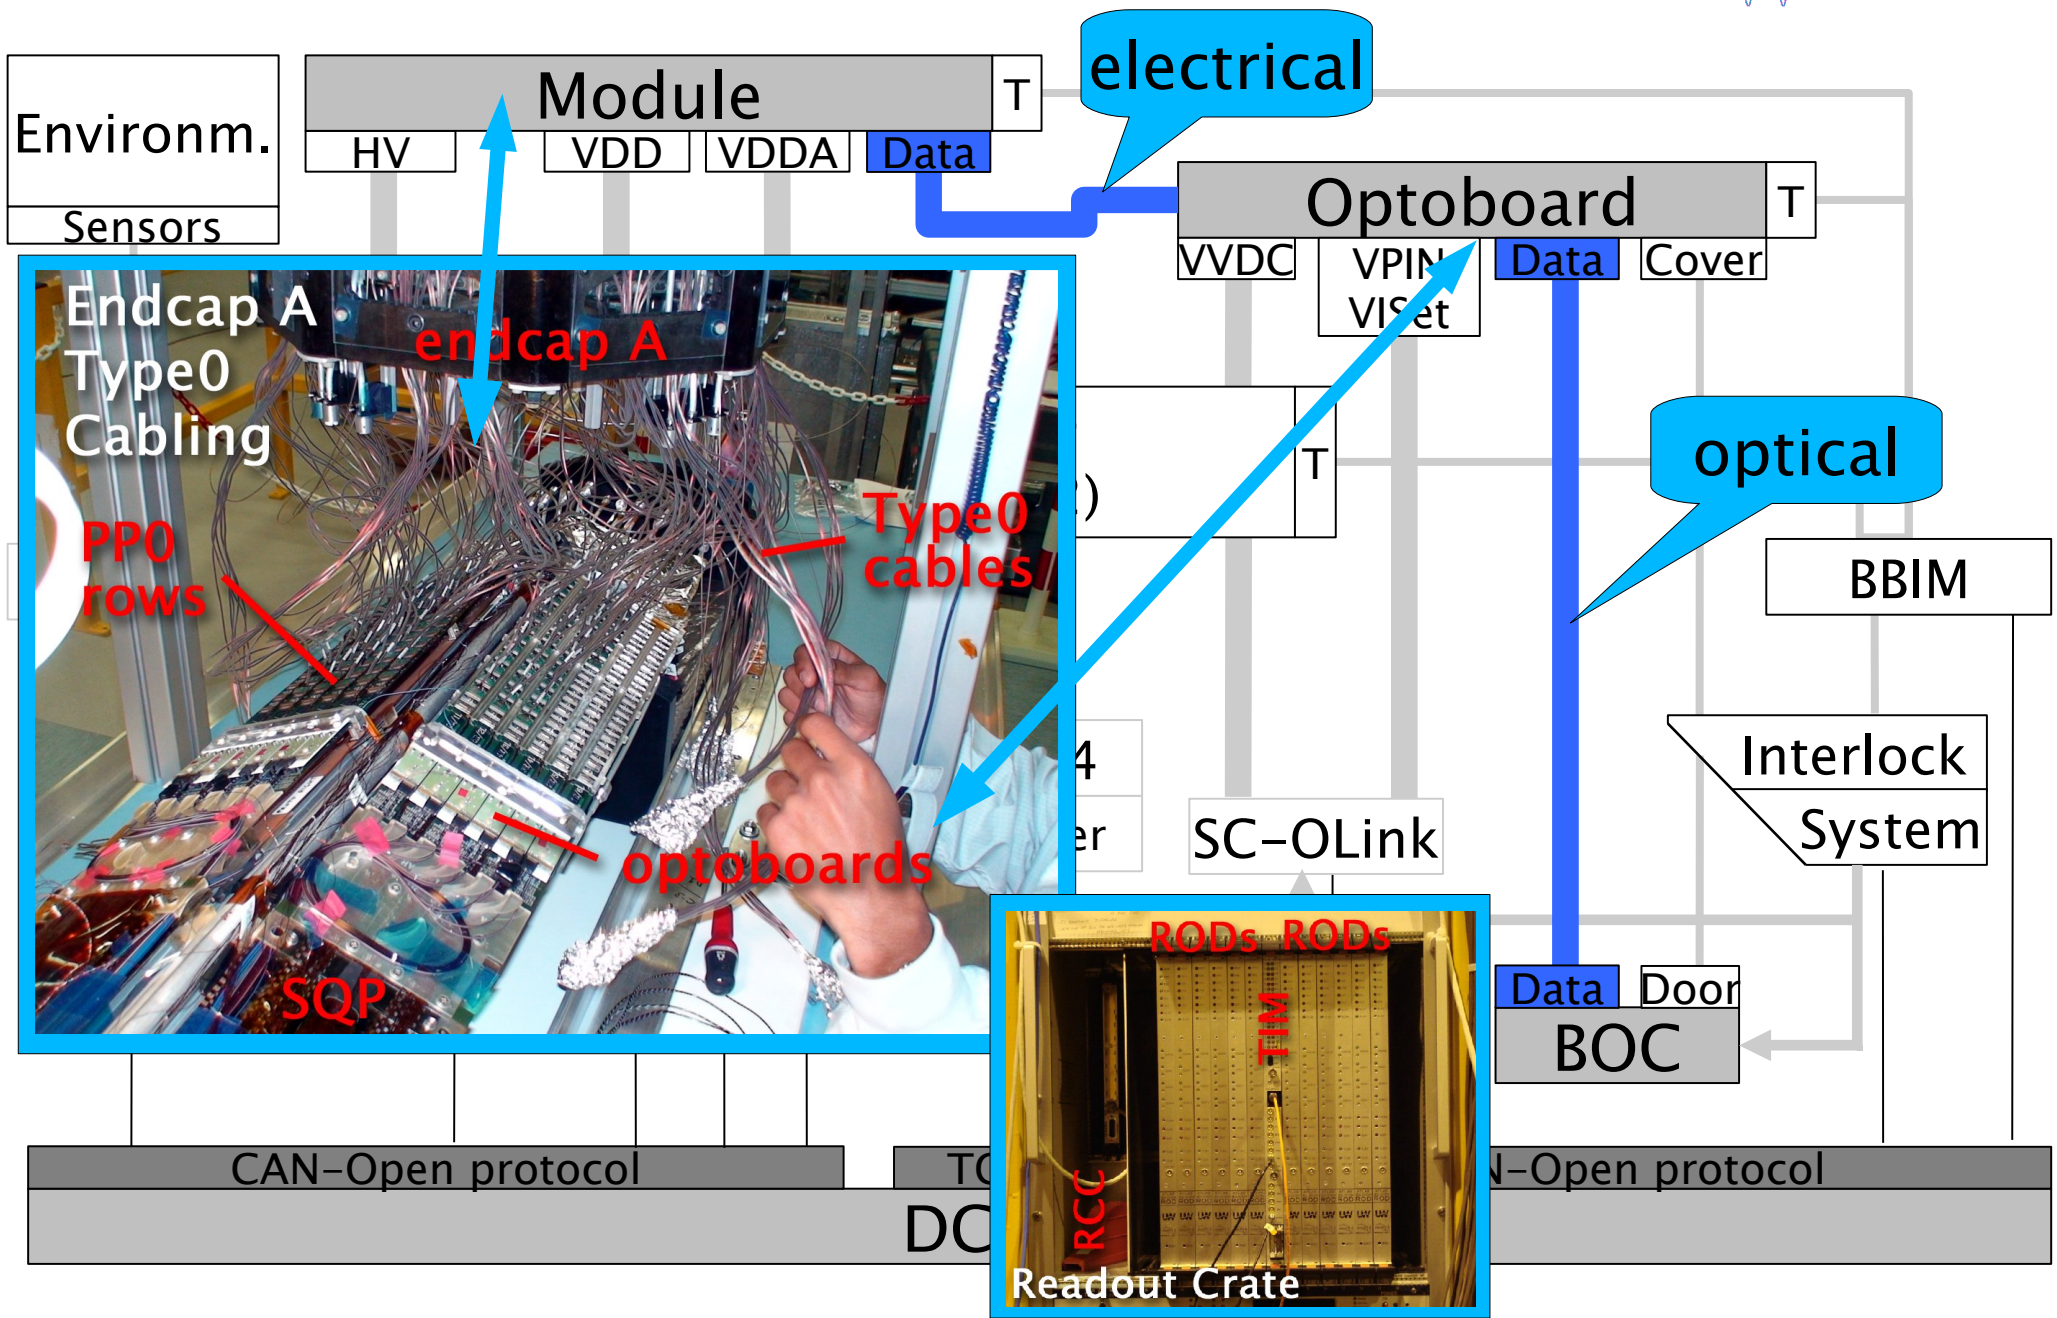 electrical
Module
T
Environm.
HV
VDD
VDDA
Data
Optoboard
T
Sensors
VVDC
VPIN
VISet
Data
Cover
Endcap A
Type0
Cabling
endcap A
optical
T
2)
PP0
rows
Type0
cables
BBIM
4
er
Interlock
System
SC-OLink
optoboards
SQP
RODs RODs
TIM
RCC
Readout Crate
Data
Door
BOC
CAN-Open protocol
TC
N-Open protocol
DC